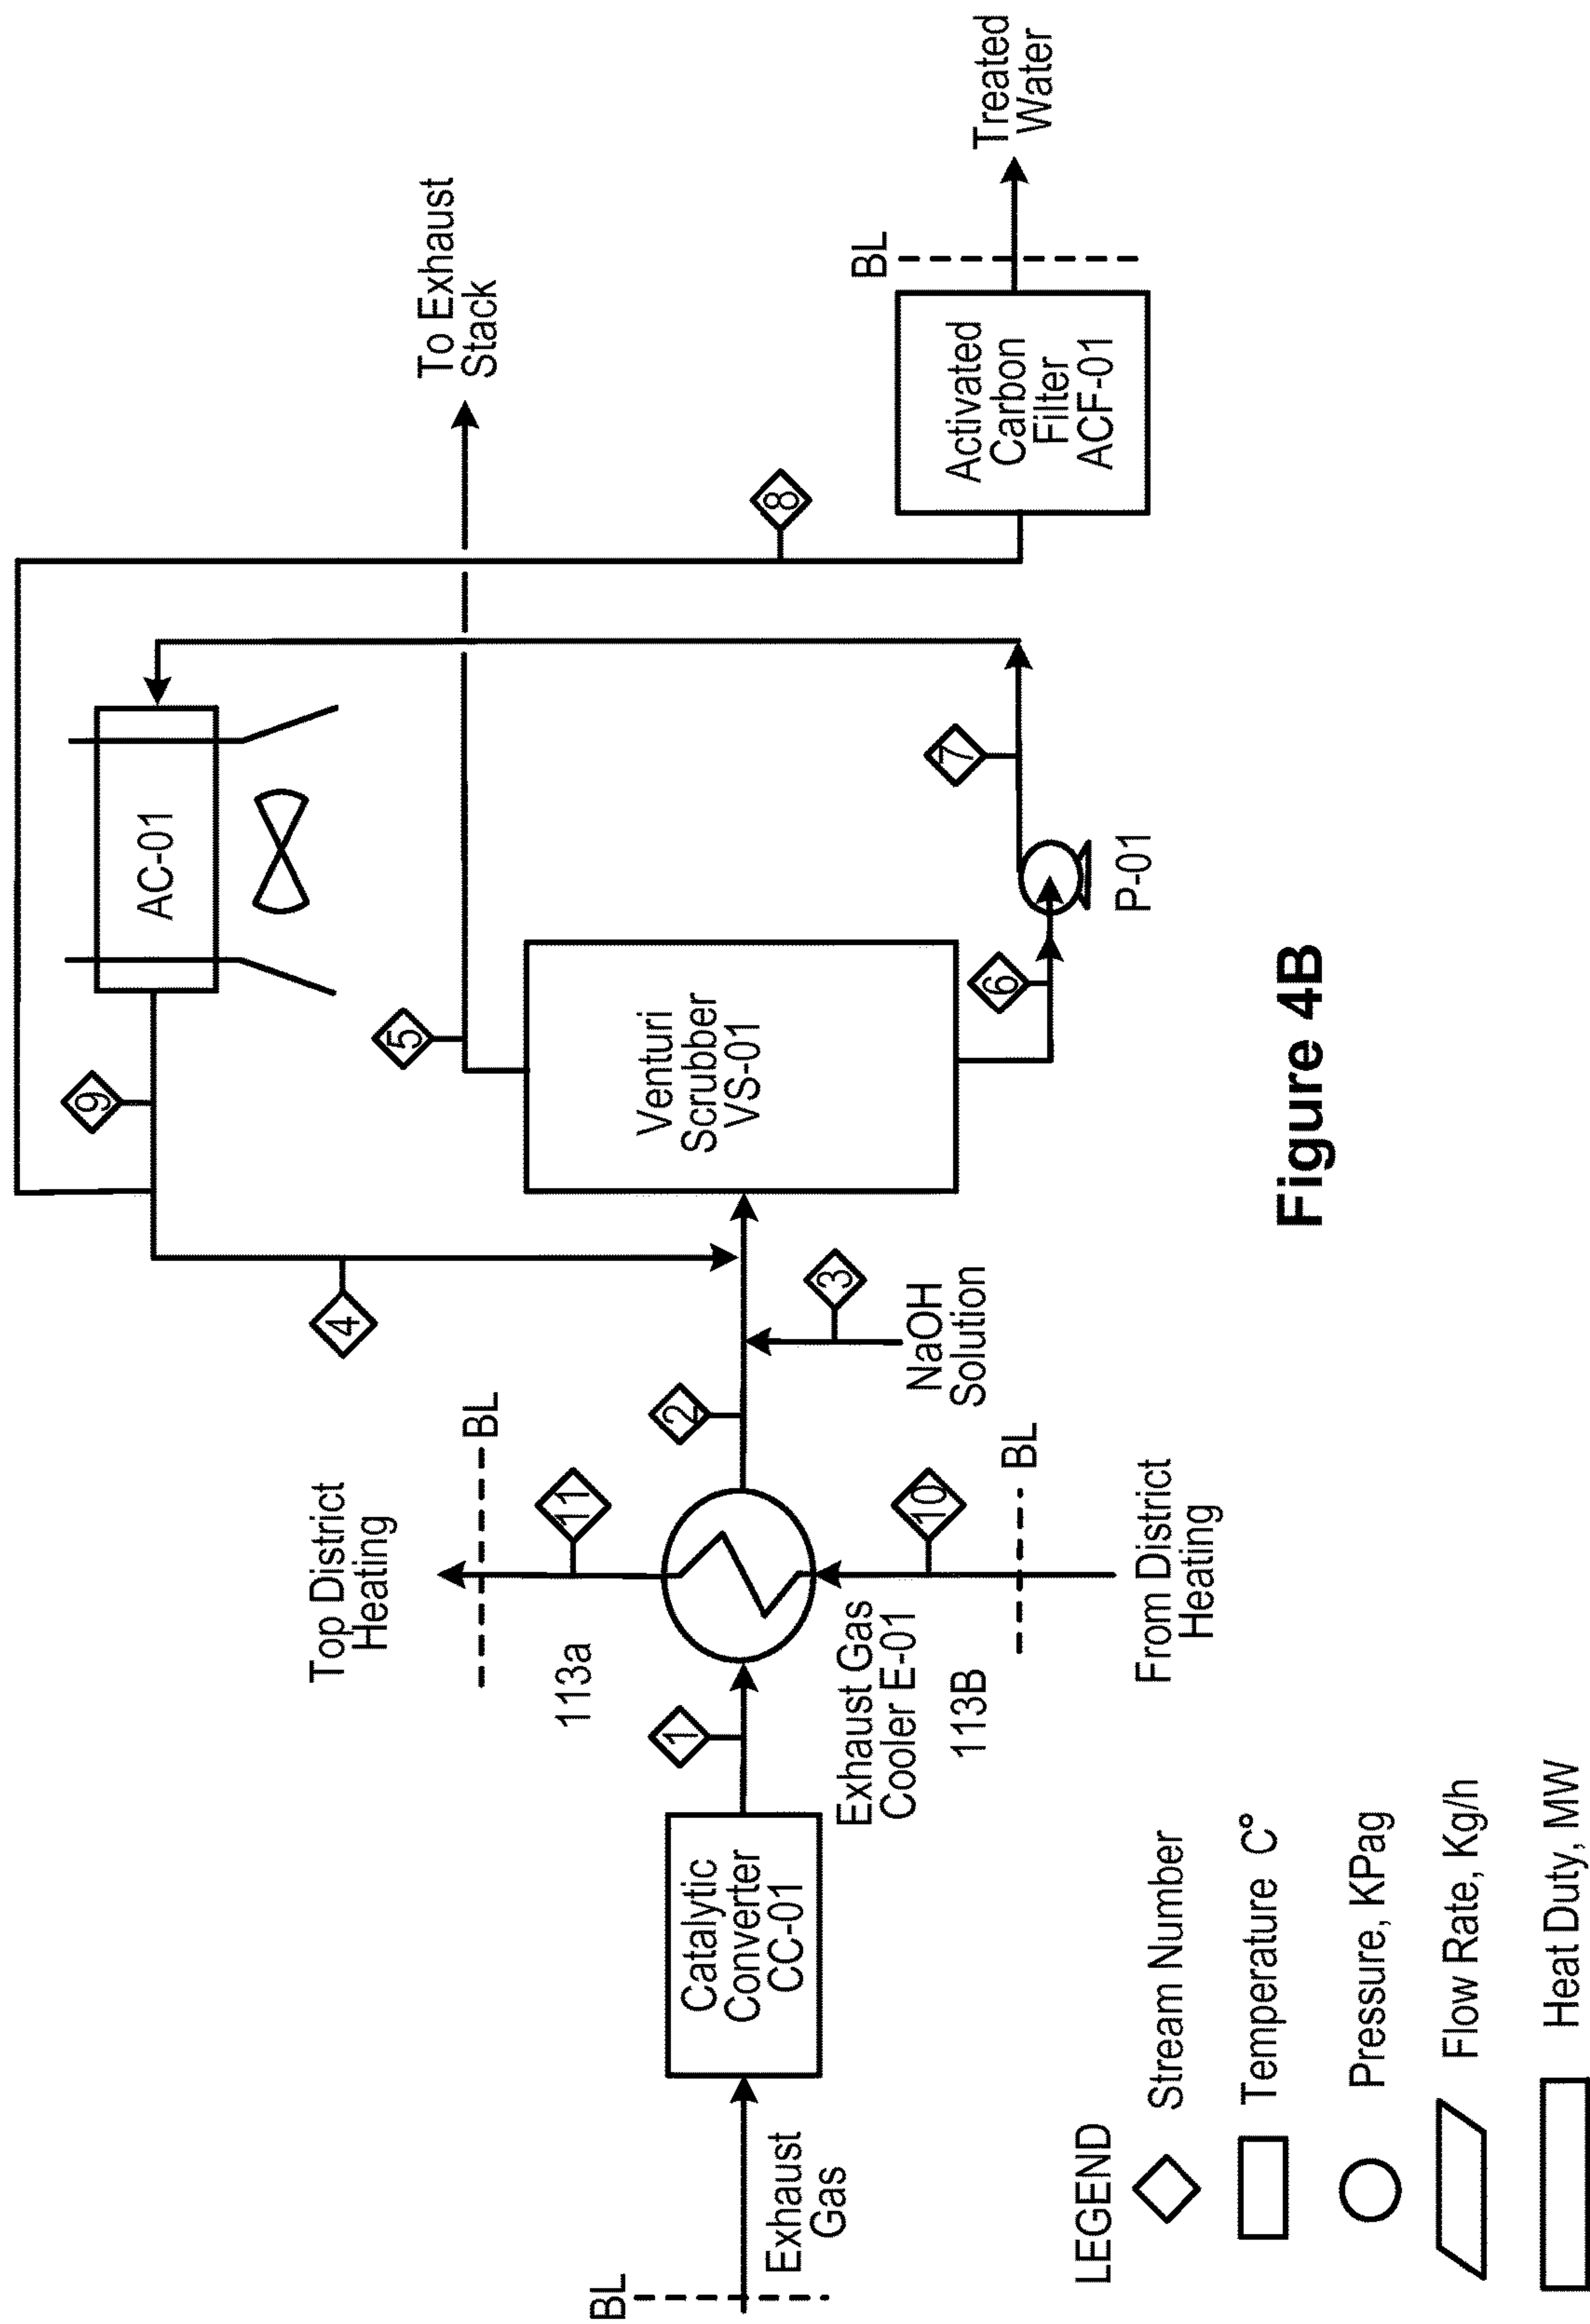 BL
Exhaust
Gas
Catalytic
Converter
CC-01
1
Top District
Heating
BL
11
113a
Exhaust Gas
Cooler E-01
113B
10
BL
From District
Heating
2
3
NaOH
Solution
4
9
AC-01
5
To Exhaust
Stack
Venturi
Scrubber
VS-01
6
P-01
7
8
Activated
Carbon
Filter
ACF-01
BL
Treated
Water
LEGEND
Stream Number
Temperature C°
Pressure, KPag
Flow Rate, Kg/h
Heat Duty, MW
Figure 4B